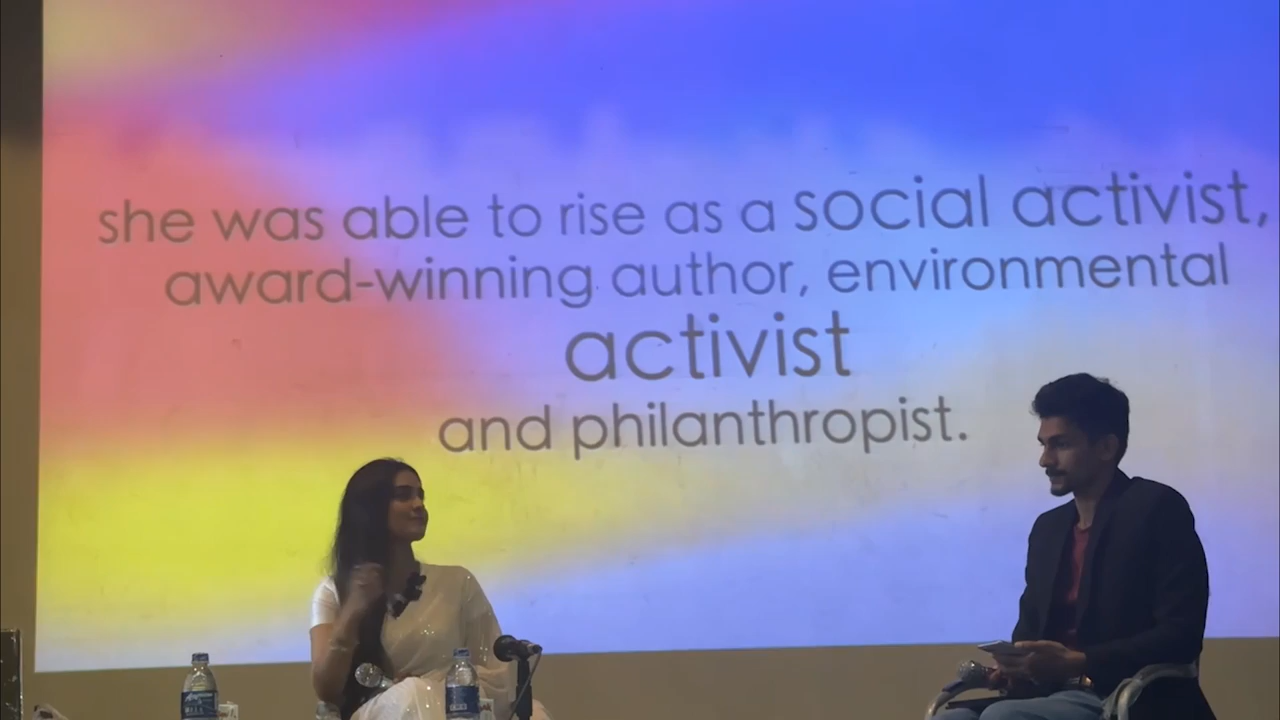 she was able to rise as a social activist,
award-winning author, environmental
activist
and philanthropist.